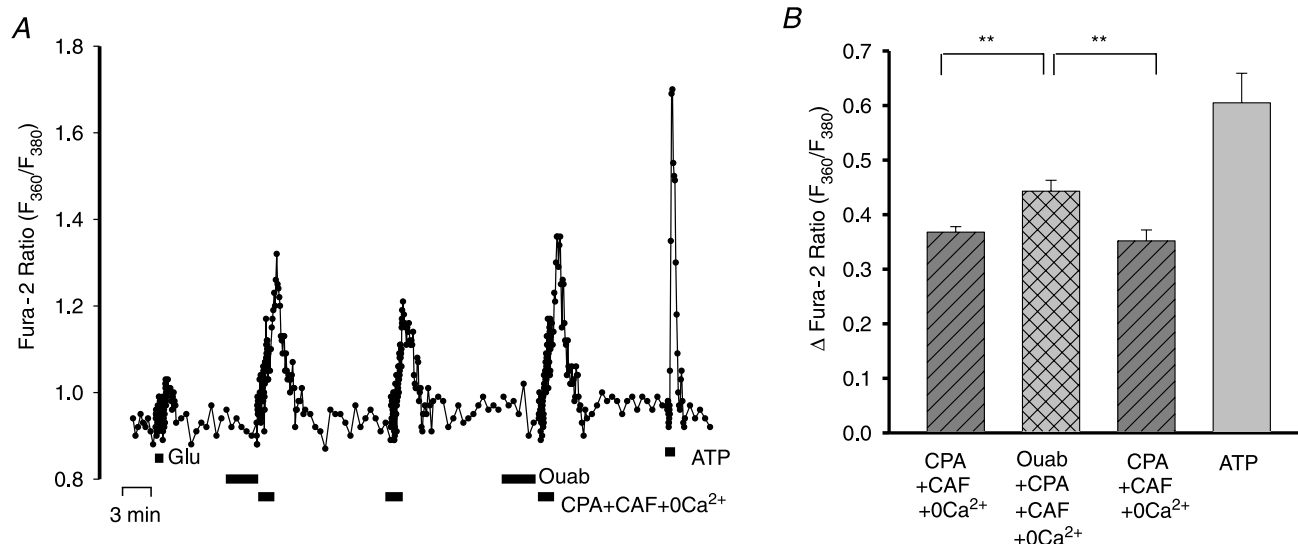 A
1.8
1.6
1.4
1.2
1.0
0.8
Fura-2 Ratio (F360/F380)
Glu
ATP
Ouab
CPA+CAF+0Ca2+
3 min
B
** **
0.7
0.6
0.5
0.4
0.3
0.2
0.1
0.0
Δ Fura-2 Ratio (F360/F380)
CPA
+CAF
+0Ca2+
Ouab
+CPA
+CAF
+0Ca2+
CPA
+CAF
+0Ca2+
ATP